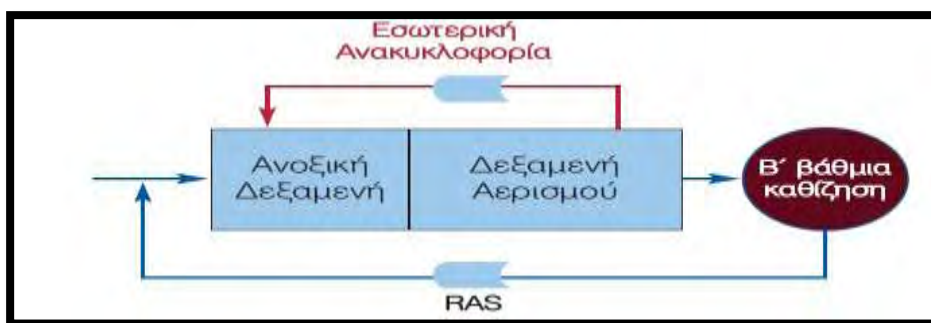 Εσωτερική
Ανακυκλοφορία
Ανοξική
Δεξαμενή
Δεξαμενή
Αερισμού
Β΄ βάθμια
καθίζηση
RAS